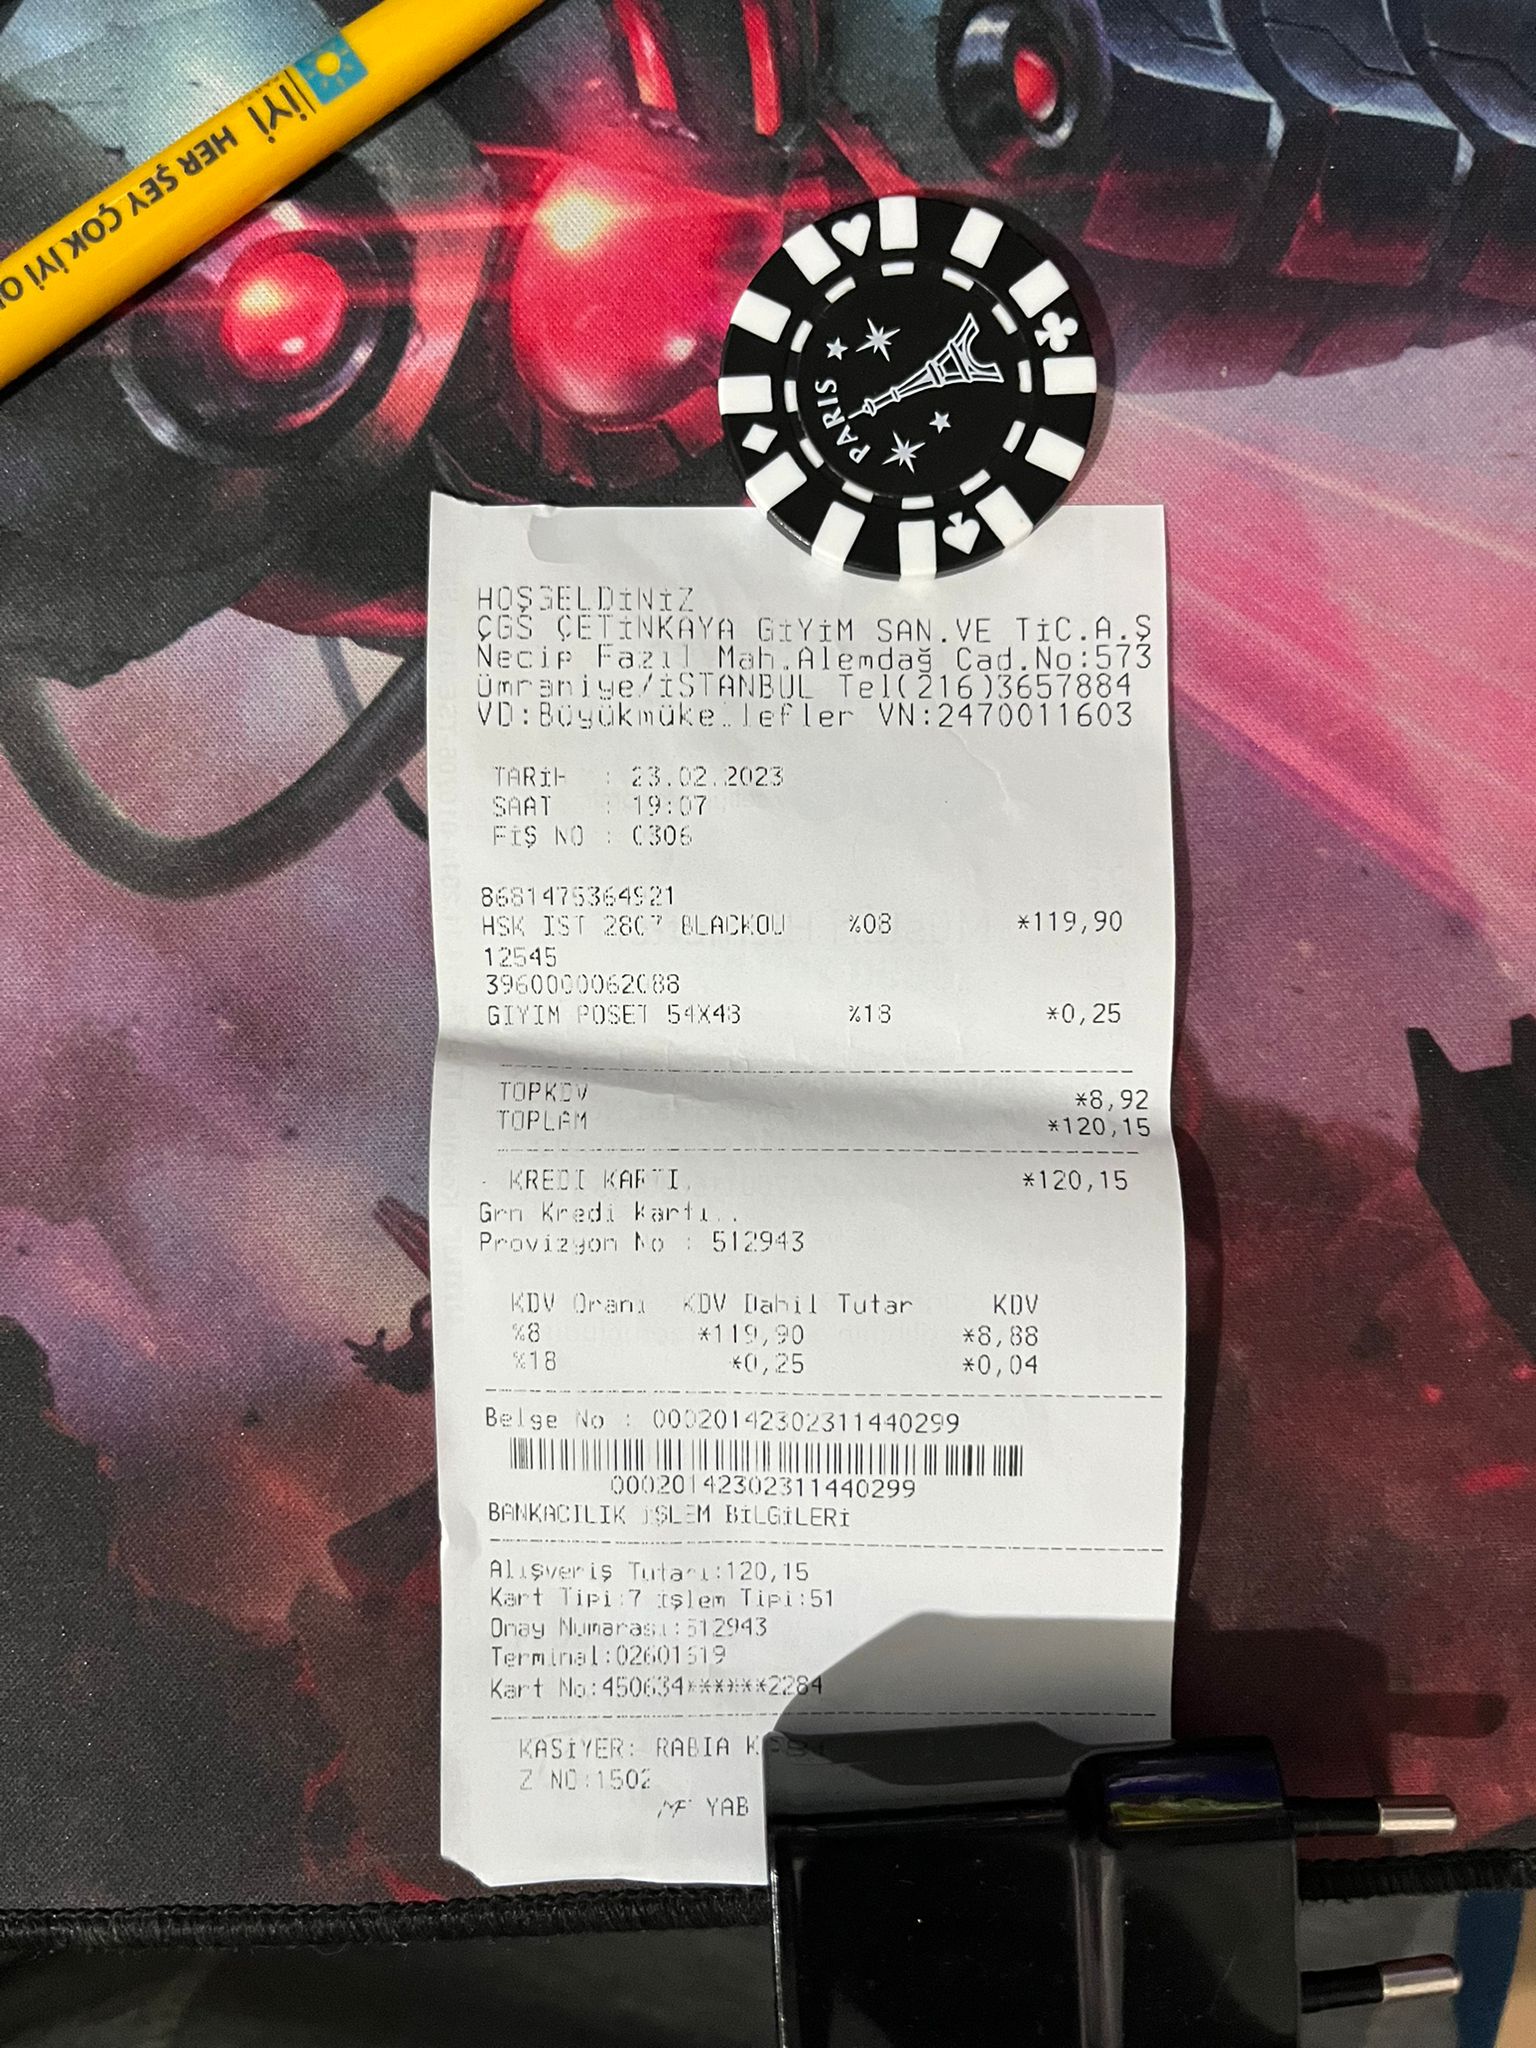 İYİ HER ŞEY ÇOK İYİ
PARIS
HOŞGELDİNİZ
ÇGS ÇETİNKAYA GİYİM SAN.VE TİC.A.Ş
Necip Fazıl Mah.Alemdağ Cad.No:573
Ümraniye/İSTANBUL Tel(216)3657884
VD:Büyükmükellefler VN:2470011603
TARİH : 23.02.2023
SAAT : 19:07
FİŞ NO : 0306
8681475364921
HSK IST 2807 BLACKOU %08 *119,90
12545
3960000062088
GIYIM POSET 54X48 %18 *0,25
TOPKDV *8,92
TOPLAM *120,15
KREDI KARTI *120,15
Grn Kredi Kartı..
Provizyon No : 512943
KDV Oranı KDV Dahil Tutar KDV
%8 *119,90 *8,88
%18 *0,25 *0,04
Belge No : 00020142302311440299
00020142302311440299
BANKACILIK İŞLEM BİLGİLERİ
Alışveriş Tutarı:120,15
Kart Tipi:7 işlem Tipi:51
Onay Numarası:512943
Terminal:02601619
Kart No:450634******2284
KASİYER: RABIA
Z NO:1502
MF YAB